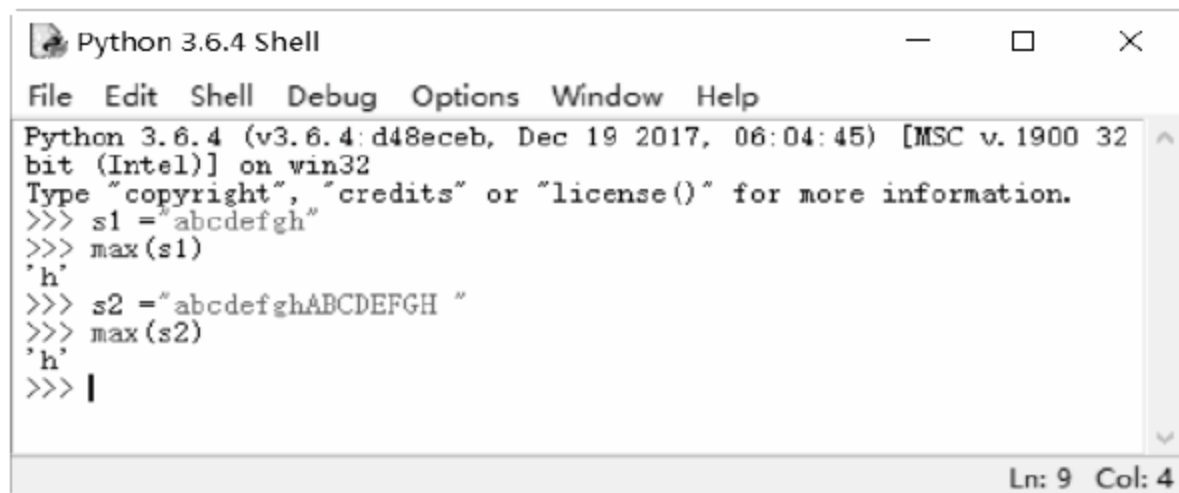 Python 3.6.4 Shell
File Edit Shell Debug Options Window Help
Python 3.6.4 (v3.6.4:d48eceb, Dec 19 2017, 06:04:45) [MSC v.1900 32
bit (Intel)] on win32
Type "copyright", "credits" or "license()" for more information.
>>> s1 ="abcdefgh"
>>> max(s1)
'h'
>>> s2 ="abcdefghABCDEFGH "
>>> max(s2)
'h'
>>>
Ln: 9 Col: 4